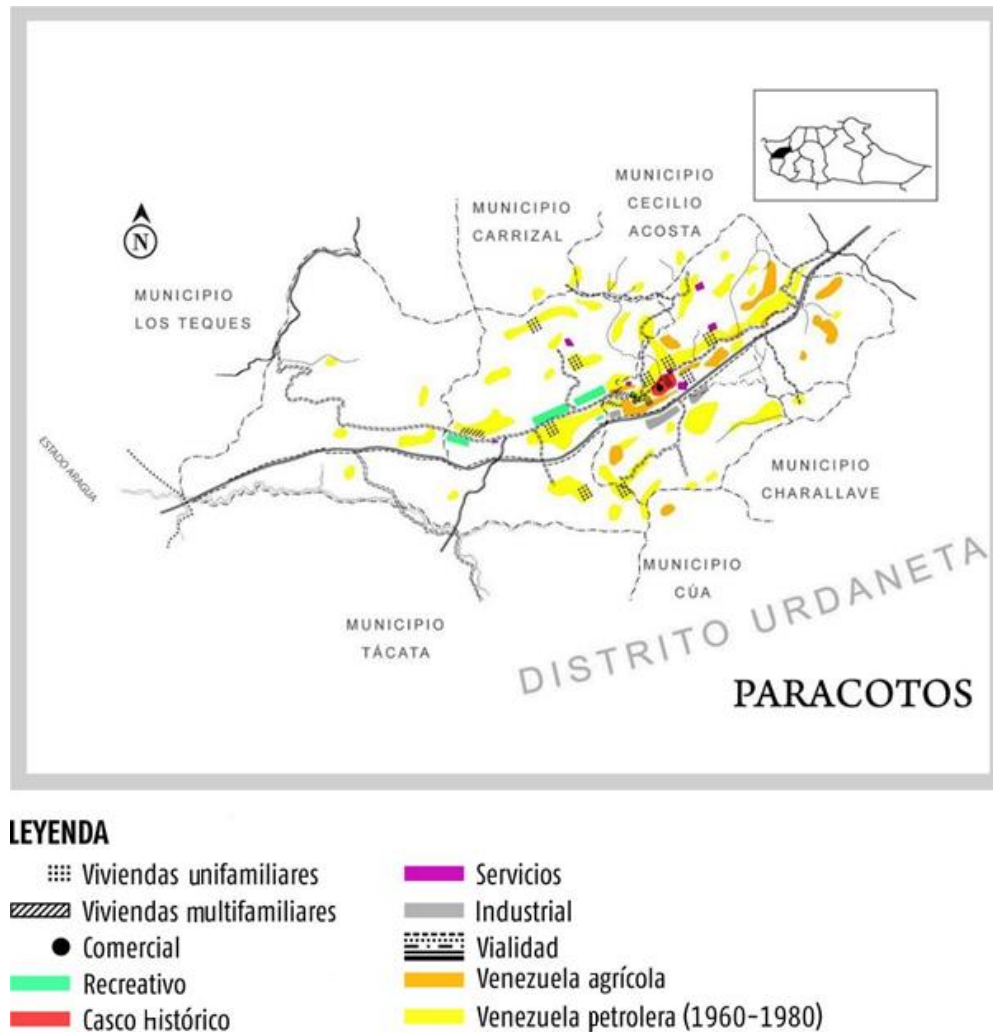 N
MUNICIPIO
CARRIZAL
MUNICIPIO
CECILIO
ACOSTA
MUNICIPIO
LOS TEQUES
ESTADO ARAGUA
MUNICIPIO
CHARALLAVE
MUNICIPIO
CÚA
MUNICIPIO
TÁCATA
DISTRITO URDANETA
PARACOTOS
LEYENDA
Viviendas unifamiliares
Viviendas multifamiliares
Comercial
Recreativo
Casco histórico
Servicios
Industrial
Vialidad
Venezuela agrícola
Venezuela petrolera (1960-1980)